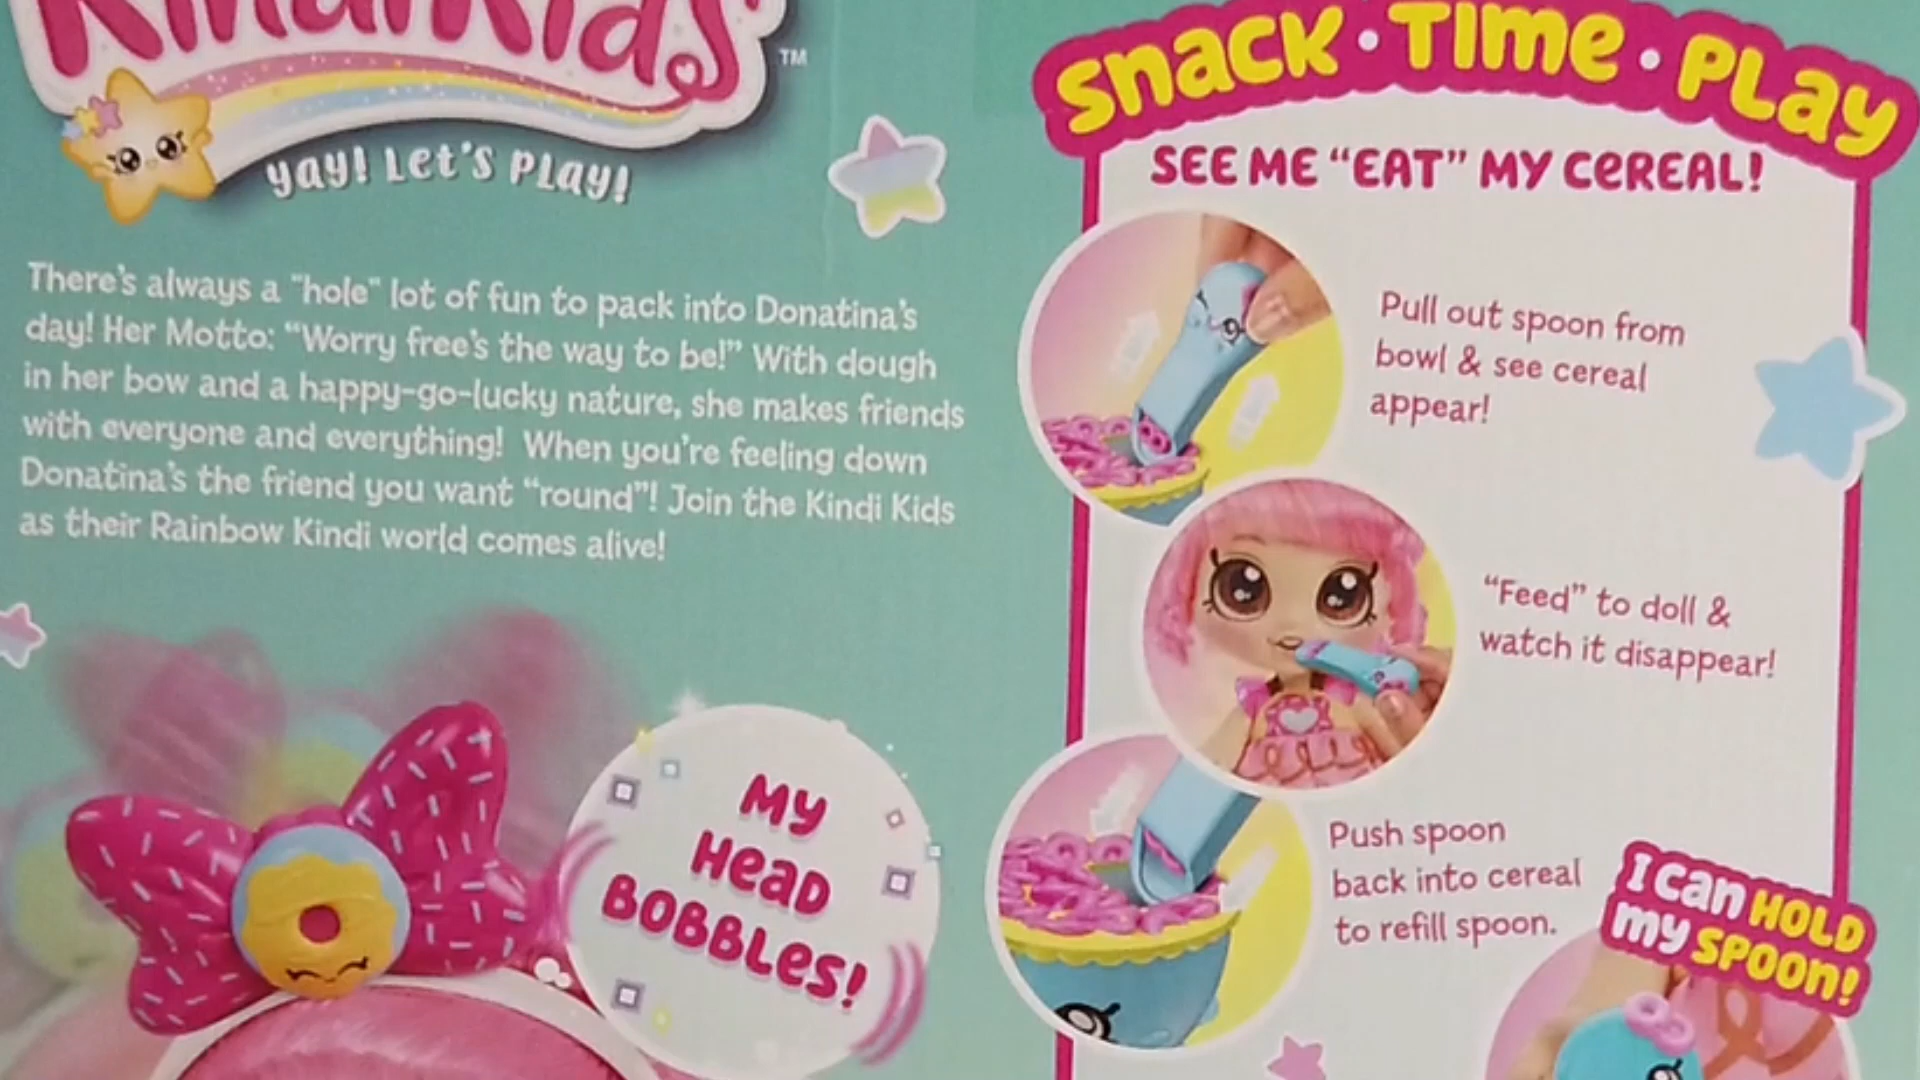 Kindi Kids
TM
yay! Let's Play!
There's always a "hole" lot of fun to pack into Donatina's
day! Her Motto: “Worry free's the way to be!” With dough
in her bow and a happy-go-lucky nature, she makes friends
with everyone and everything! When you're feeling down
Donatina's the friend you want “round”! Join the Kindi Kids
as their Rainbow Kindi world comes alive!
My
Head
Bobbles!
Snack • Time • Play
See me “eat” my cereal!
Pull out spoon from
bowl & see cereal
appear!
“Feed” to doll &
watch it disappear!
Push spoon
back into cereal
to refill spoon.
I can HOLD
my SPOON!